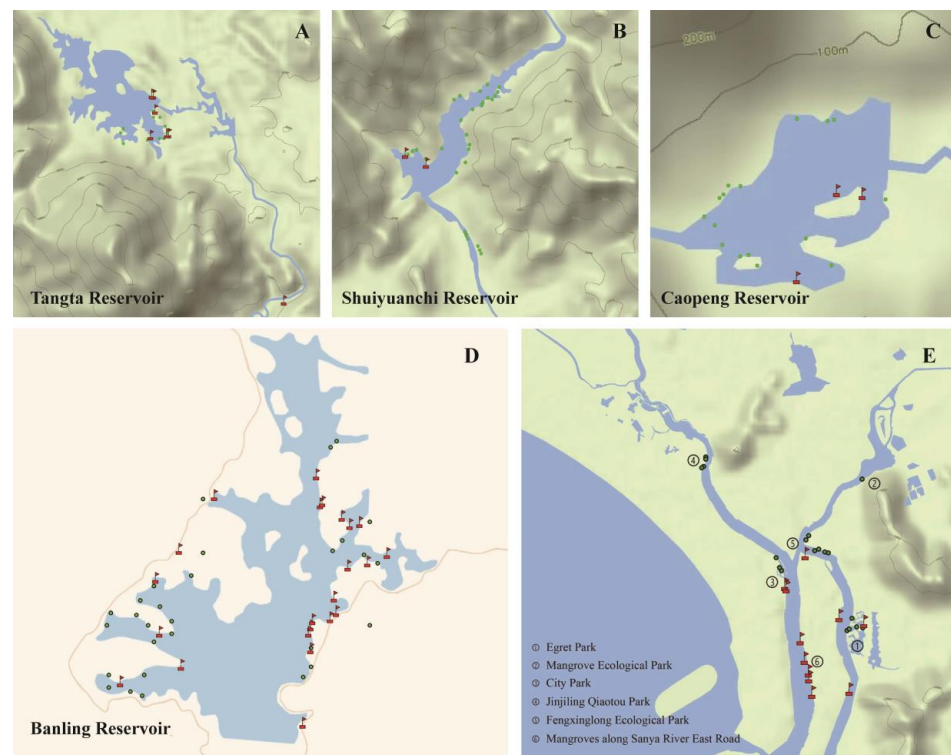 A
B
C
200m
100m
Tangta Reservoir
Shuiyuanchi Reservoir
Caopeng Reservoir
D
E
④
②
⑤
③
①
⑥
① Egret Park
② Mangrove Ecological Park
③ City Park
④ Jinjiling Qiaotou Park
⑤ Fengxinglong Ecological Park
⑥ Mangroves along Sanya River East Road
Banling Reservoir